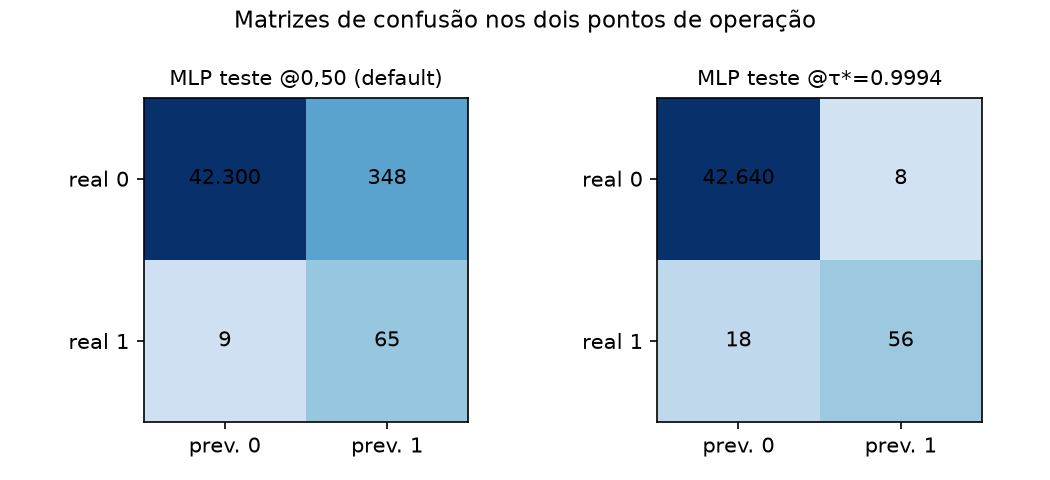 Matrizes de confusão nos dois pontos de operação
MLP teste @0,50 (default)
real 0
42.300
348
real 1
9
65
prev. 0
prev. 1
MLP teste @τ*=0.9994
real 0
42.640
8
real 1
18
56
prev. 0
prev. 1